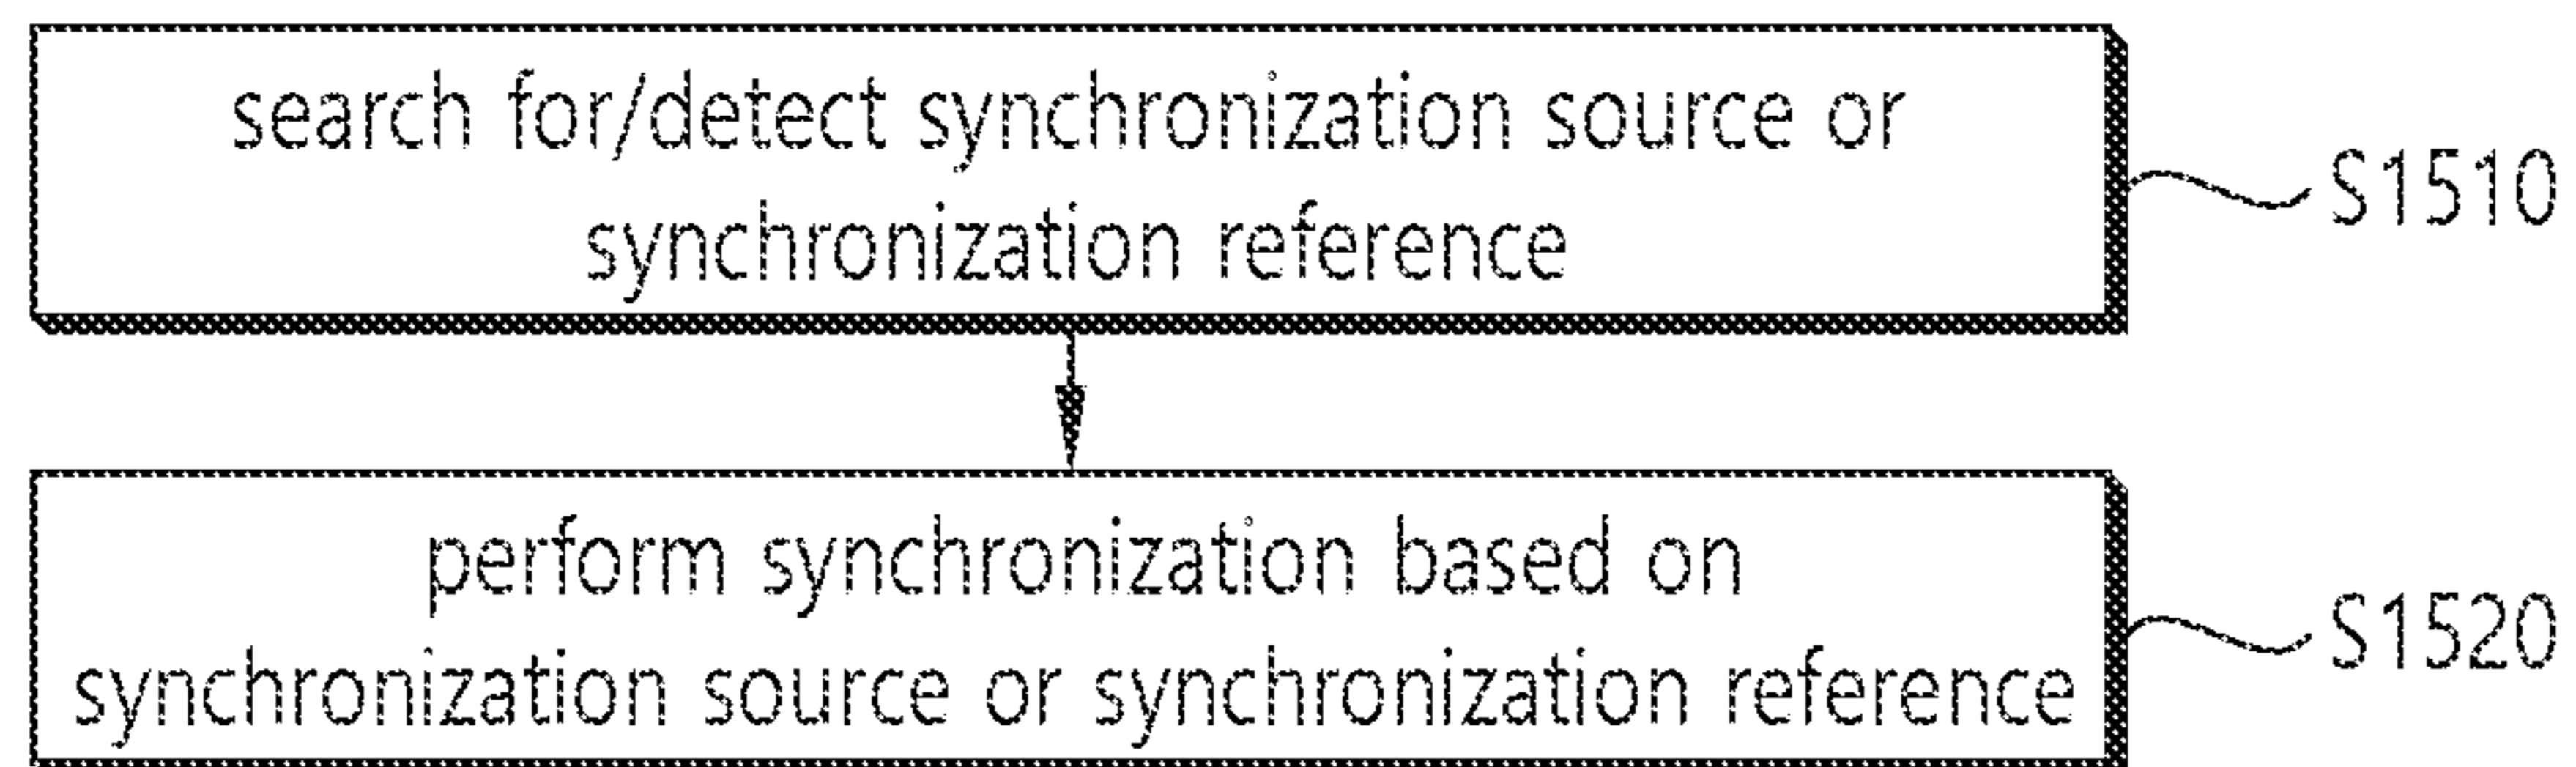 search for/detect synchronization source or
synchronization reference
S1510
perform synchronization based on
synchronization source or synchronization reference
S1520